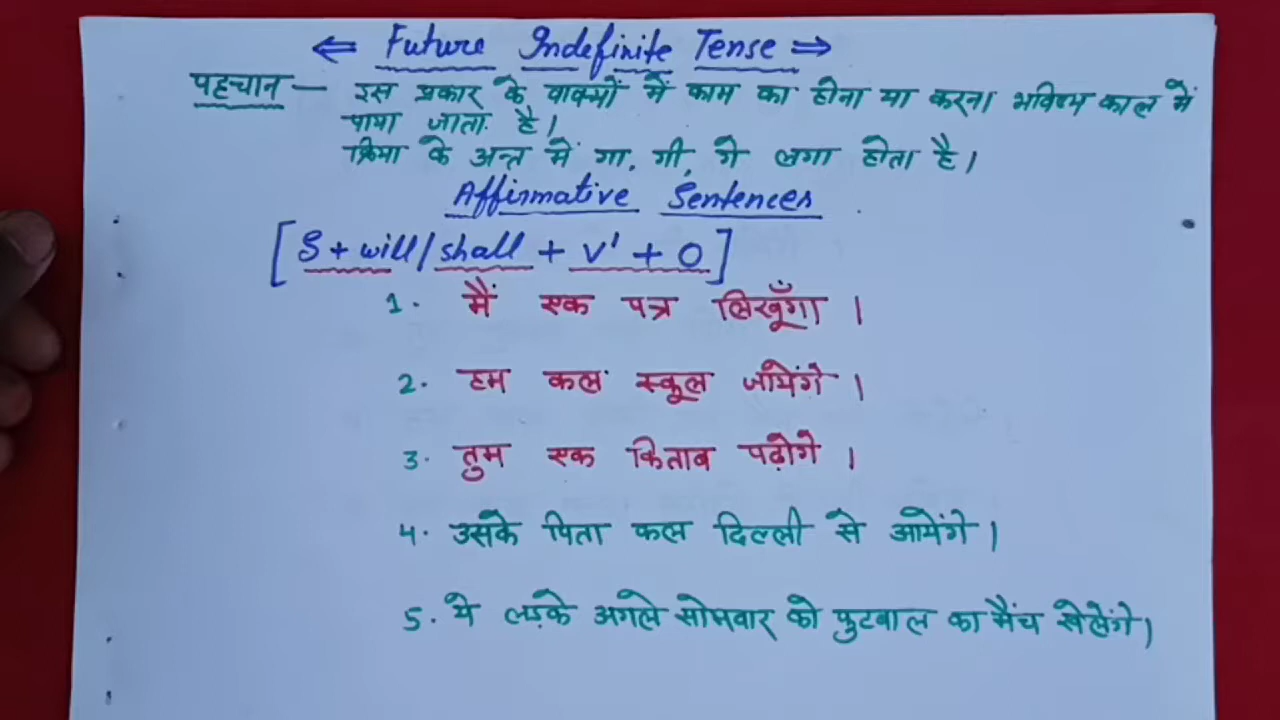 ⇐ Future Indefinite Tense ⇒
पहचान — इस प्रकार के वाक्यों में काम का होना या करना भविष्य काल में
पाया जाता है।
क्रिया के अन्त में गा, गी, गे लगा होता है।
Affirmative Sentences
[S + will/shall + V¹ + O]
1. मैं एक पत्र लिखूँगा ।
2. हम कल स्कूल जायेंगे ।
3. तुम एक किताब पढ़ोगे ।
4. उसके पिता कल दिल्ली से आयेंगे ।
5. ये लड़के अगले सोमवार को फुटबाल का मैंच खेलेंगे ।